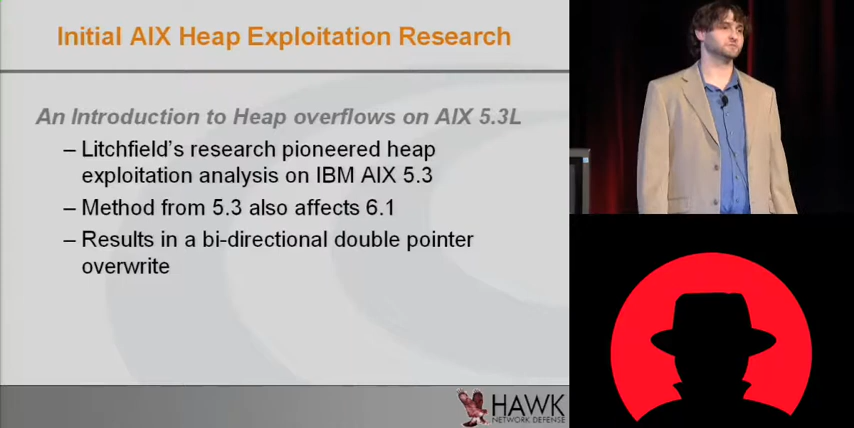 Initial AIX Heap Exploitation Research
An Introduction to Heap overflows on AIX 5.3L
– Litchfield's research pioneered heap
exploitation analysis on IBM AIX 5.3
– Method from 5.3 also affects 6.1
– Results in a bi-directional double pointer
overwrite
HAWK
NETWORK DEFENSE